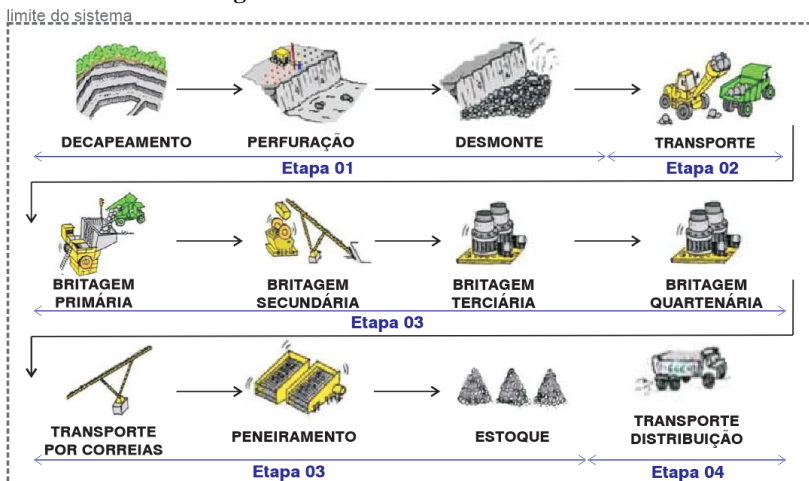 limite do sistema
DECAPEAMENTO
PERFURAÇÃO
DESMONTE
TRANSPORTE
Etapa 01
Etapa 02
BRITAGEM
PRIMÁRIA
BRITAGEM
SECUNDÁRIA
BRITAGEM
TERCIÁRIA
BRITAGEM
QUARTENÁRIA
Etapa 03
TRANSPORTE
POR CORREIAS
PENEIRAMENTO
ESTOQUE
TRANSPORTE
DISTRIBUIÇÃO
Etapa 03
Etapa 04